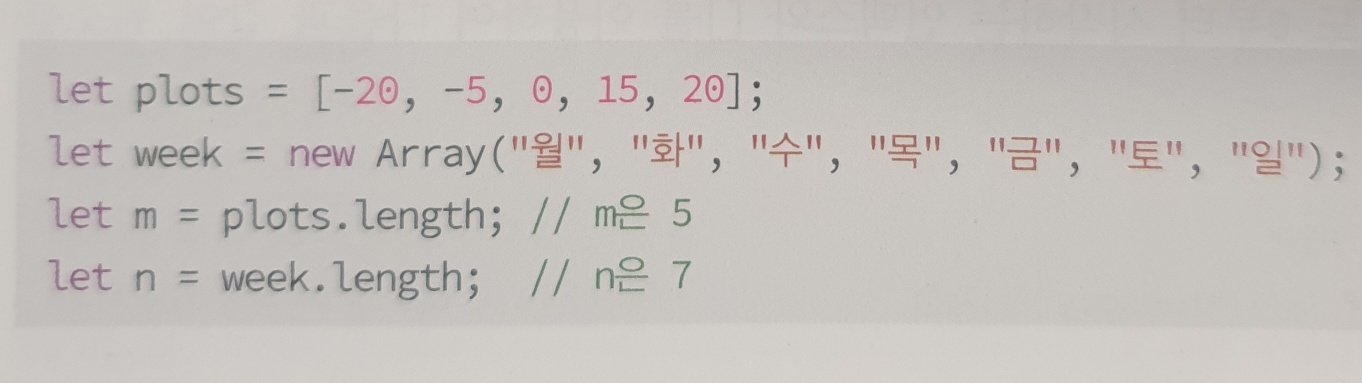 let plots = [-20, -5, 0, 15, 20];
let week = new Array("월", "화", "수", "목", "금", "토", "일");
let m = plots.length; // m은 5
let n = week.length;  // n은 7